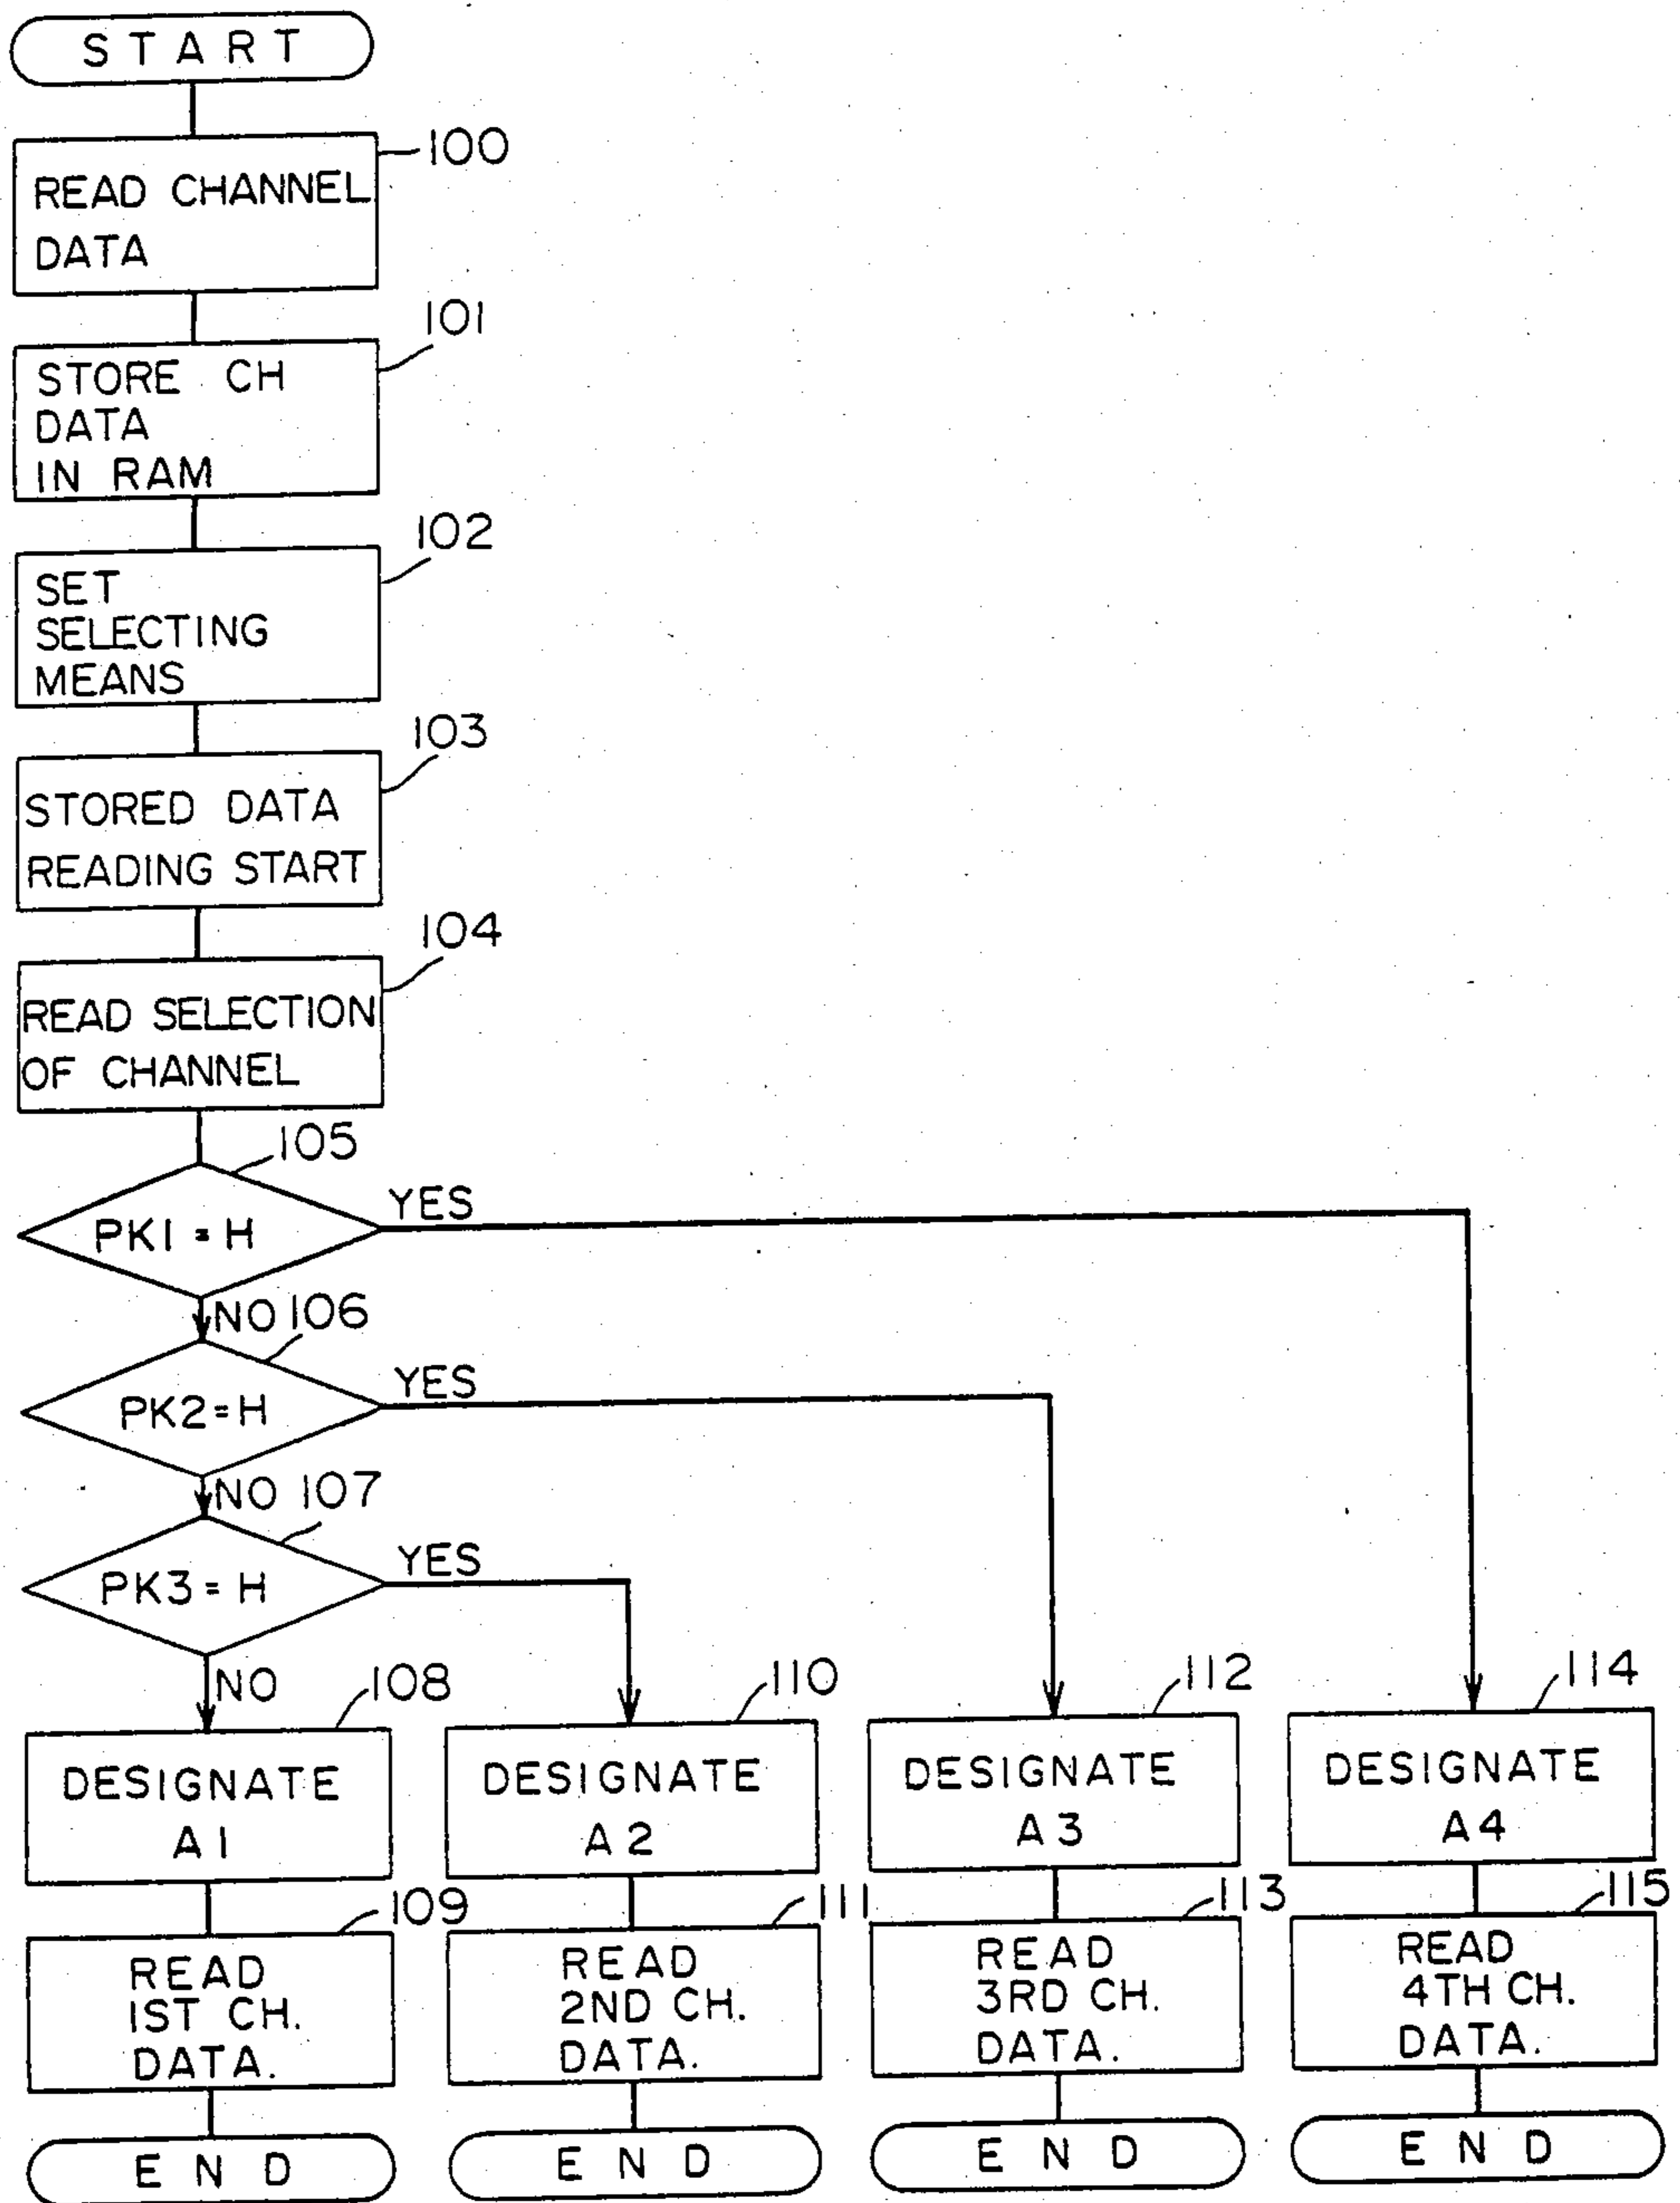 START
100
READ CHANNEL
DATA
101
STORE CH
DATA
IN RAM
102
SET
SELECTING
MEANS
103
STORED DATA
READING START
104
READ SELECTION
OF CHANNEL
105
PK1 = H
YES
NO 106
PK2 = H
YES
NO 107
PK3 = H
YES
NO
108
DESIGNATE
A1
110
DESIGNATE
A2
112
DESIGNATE
A3
114
DESIGNATE
A4
109
READ
1ST CH.
DATA.
111
READ
2ND CH.
DATA.
113
READ
3RD CH.
DATA.
115
READ
4TH CH.
DATA.
END
END
END
END